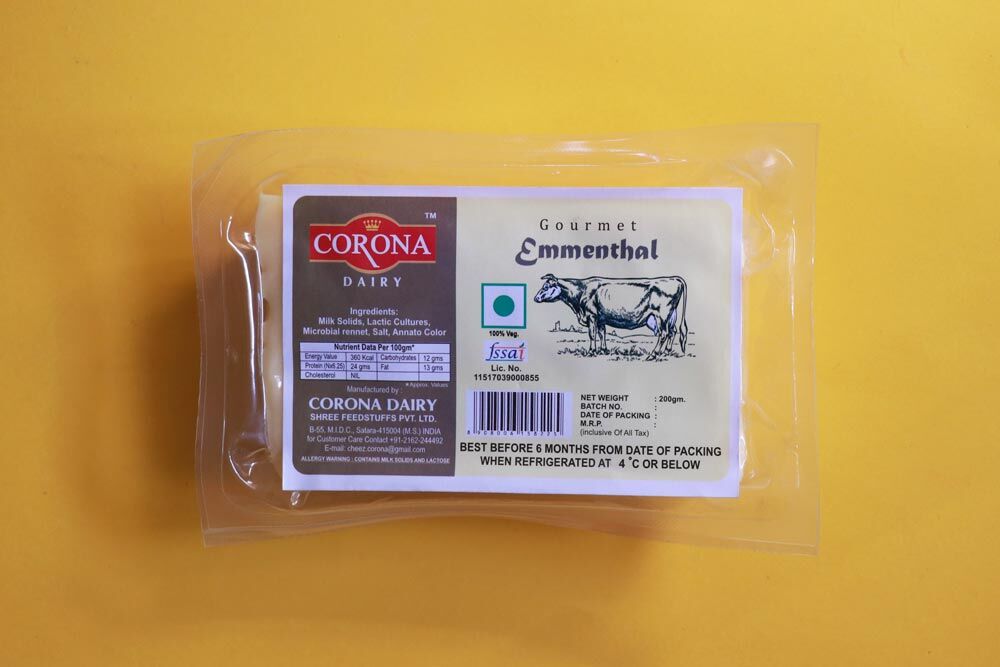 CORONA
TM
DAIRY
Ingredients:
Milk Solids, Lactic Cultures,
Microbial rennet, Salt, Annato Color
Nutrient Data Per 100gm*
Energy Value 360 Kcal Carbohydrates 12 gms
Protein (Nx6.25) 24 gms Fat 13 gms
Cholesterol NIL
*Approx. Values
Manufactured by :
CORONA DAIRY
SHREE FEEDSTUFFS PVT. LTD.
B-55, M.I.D.C., Satara-415004 (M.S.) INDIA
for Customer Care Contact +91-2162-244492
E-mail: cheez.corona@gmail.com
ALLERGY WARNING : CONTAINS MILK SOLIDS AND LACTOSE
Gourmet
Emmenthal
100% Veg.
fssai
Lic. No.
11517039000855
NET WEIGHT : 200gm.
BATCH NO. :
DATE OF PACKING :
M.R.P. :
(inclusive Of All Tax)
BEST BEFORE 6 MONTHS FROM DATE OF PACKING
WHEN REFRIGERATED AT 4°C OR BELOW